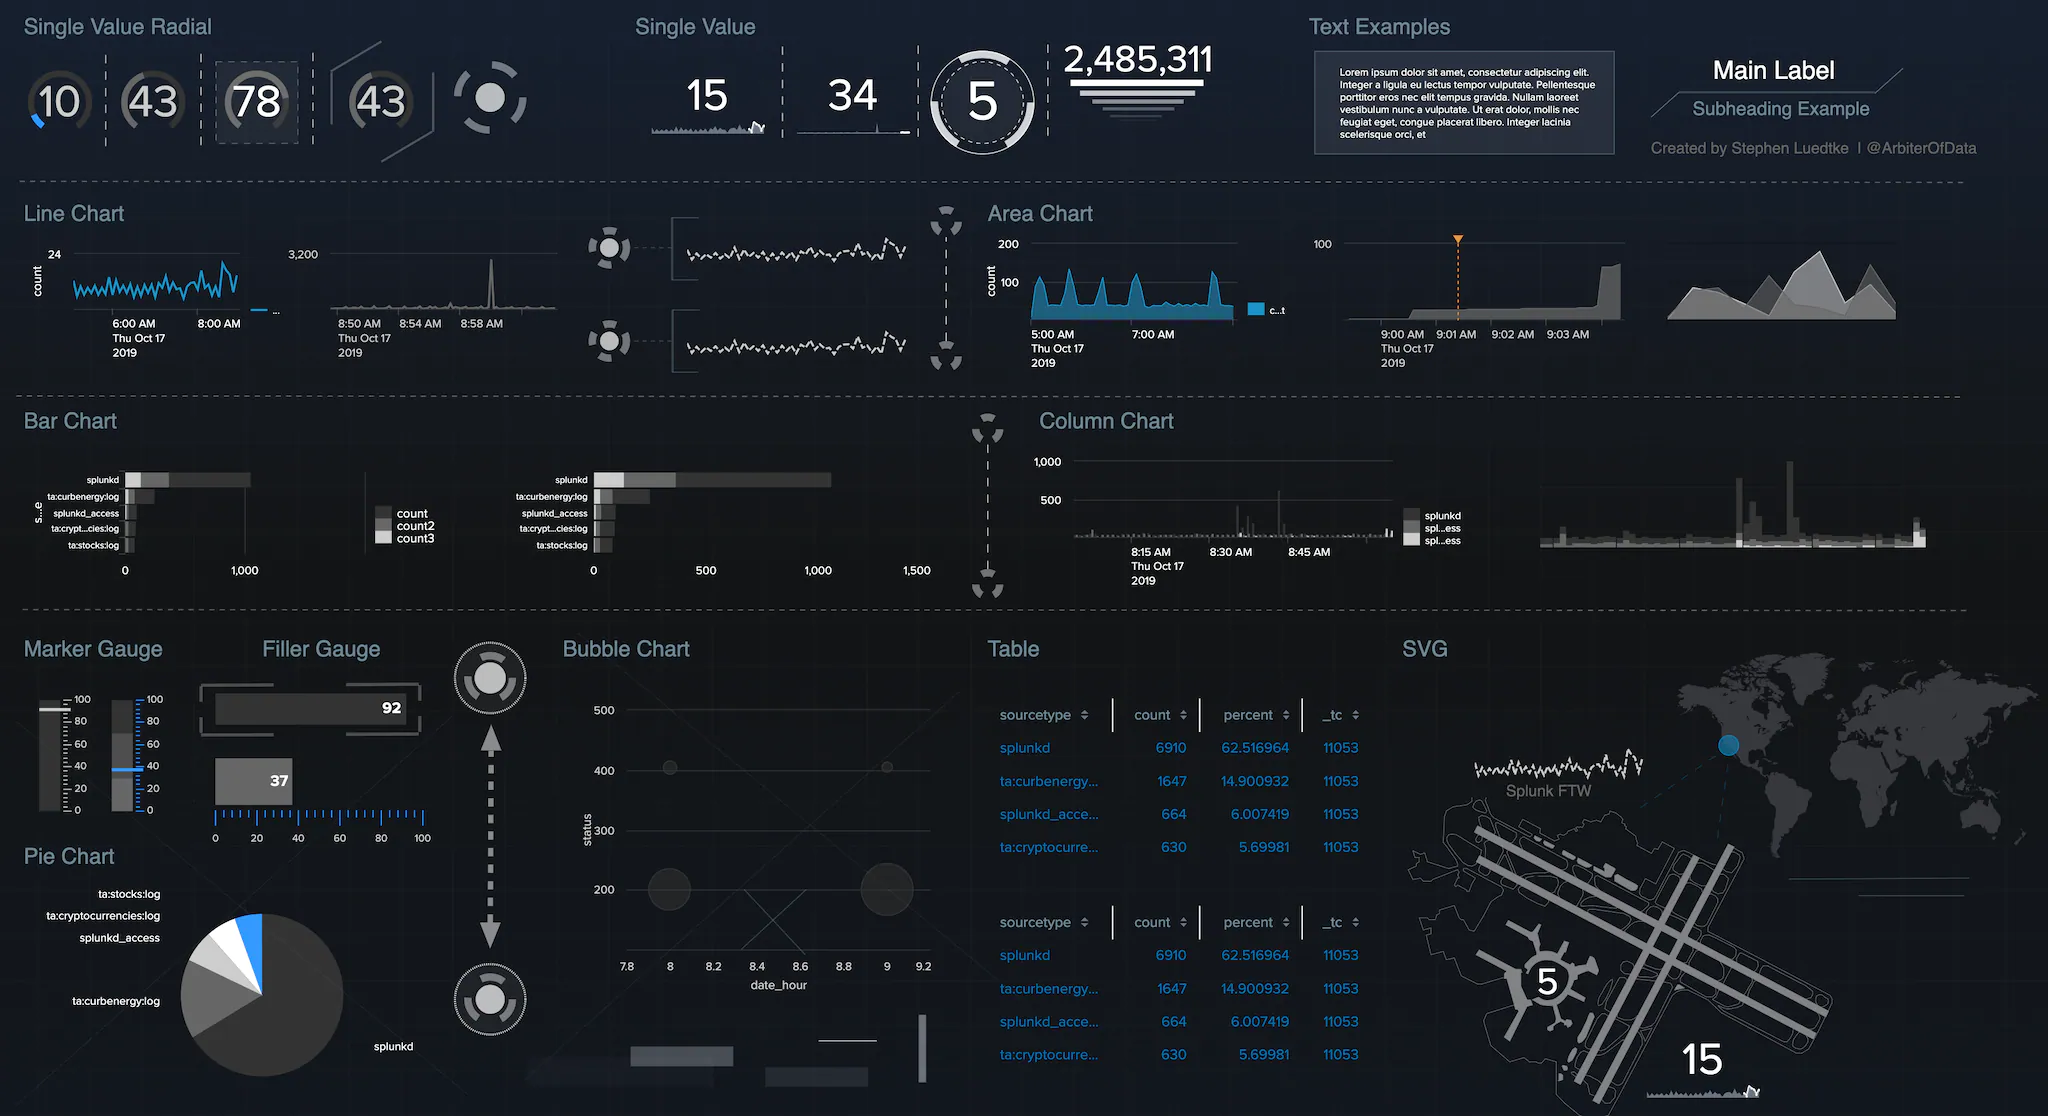 Single Value Radial
10
43
78
43
Single Value
15
34
5
2,485,311
Text Examples
Lorem ipsum dolor sit amet, consectetur adipiscing elit.
Integer a ligula eu lectus tempor vulputate. Pellentesque
porttitor eros nec elit tempus gravida. Nullam laoreet
vestibulum nunc a vulputate. Ut erat dolor, mollis nec
feugiat eget, congue placerat libero. Integer lacinia
scelerisque orci, et
Main Label
Subheading Example
Created by Stephen Luedtke | @ArbiterOfData
Line Chart
24
count
6:00 AM
Thu Oct 17
2019
8:00 AM
...
3,200
8:50 AM
Thu Oct 17
2019
8:54 AM
8:58 AM
Area Chart
200
100
count
5:00 AM
Thu Oct 17
2019
7:00 AM
c...t
100
9:00 AM
Thu Oct 17
2019
9:01 AM
9:02 AM
9:03 AM
Bar Chart
s...e
splunkd
ta:curbenergy:log
splunkd_access
ta:crypt...cies:log
ta:stocks:log
0
1,000
count
count2
count3
splunkd
ta:curbenergy:log
splunkd_access
ta:crypt...cies:log
ta:stocks:log
0
500
1,000
1,500
Column Chart
1,000
500
8:15 AM
Thu Oct 17
2019
8:30 AM
8:45 AM
splunkd
spl...ess
spl...ess
Marker Gauge
100
80
60
40
20
0
100
80
60
40
20
0
Filler Gauge
92
37
0
20
40
60
80
100
Pie Chart
ta:stocks:log
ta:cryptocurrencies:log
splunkd_access
ta:curbenergy:log
splunkd
Bubble Chart
500
400
300
200
status
7.8
8
8.2
8.4
8.6
8.8
9
9.2
date_hour
Table
sourcetype count percent _tc
splunkd 6910 62.516964 11053
ta:curbenergy... 1647 14.900932 11053
splunkd_acce... 664 6.007419 11053
ta:cryptocurre... 630 5.69981 11053
sourcetype count percent _tc
splunkd 6910 62.516964 11053
ta:curbenergy... 1647 14.900932 11053
splunkd_acce... 664 6.007419 11053
ta:cryptocurre... 630 5.69981 11053
SVG
Splunk FTW
5
15